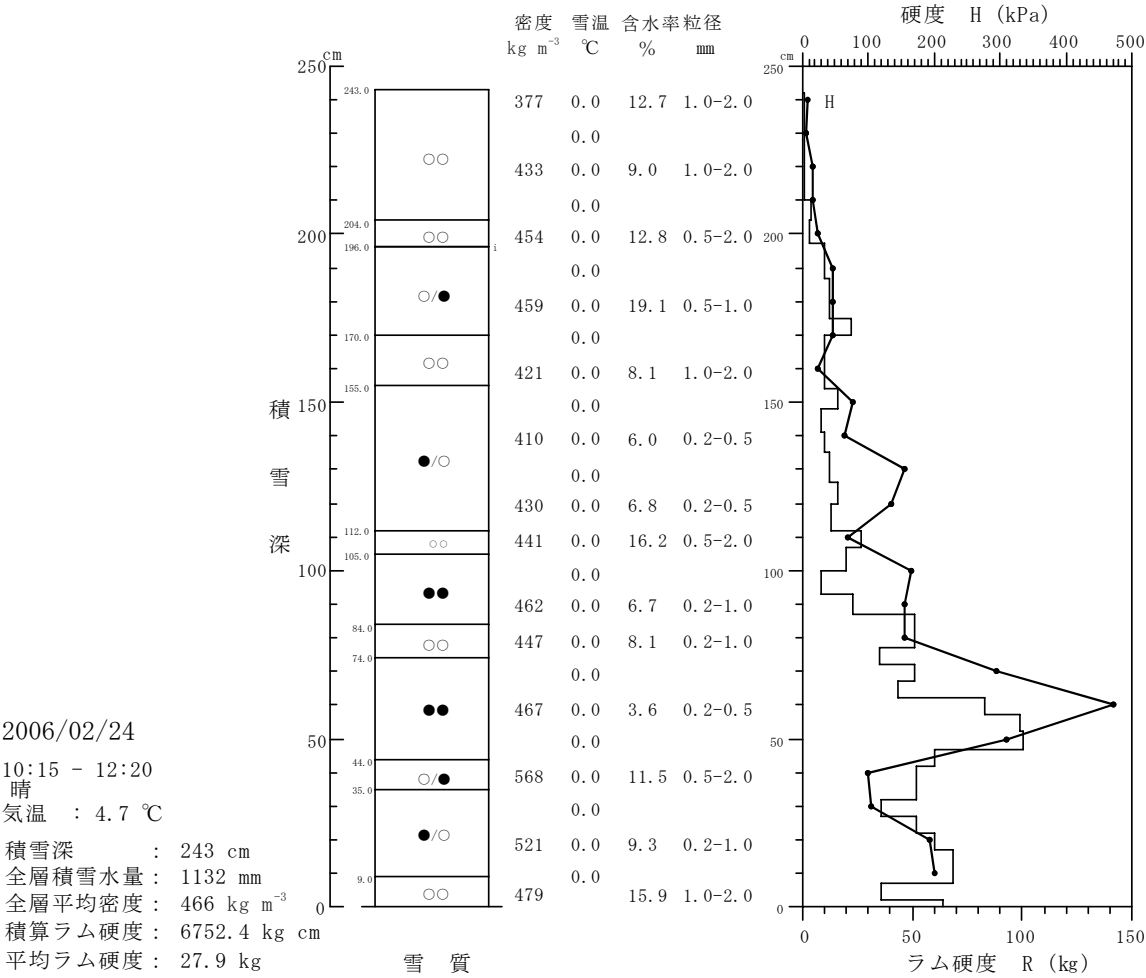 密度 雪温 含水率 粒径
kg m⁻³ ℃ % mm
硬度 H (kPa)
0 100 200 300 400 500
cm
250
200
150
100
50
0
積雪深
243.0
204.0
196.0
170.0
155.0
112.0
105.0
84.0
74.0
44.0
35.0
9.0
○○
○○
i
○/●
○○
●/○
○○
●●
○○
●●
○/●
●/○
○○
雪 質
377 0.0 12.7 1.0-2.0
0.0
433 0.0 9.0 1.0-2.0
0.0
454 0.0 12.8 0.5-2.0
0.0
459 0.0 19.1 0.5-1.0
0.0
421 0.0 8.1 1.0-2.0
0.0
410 0.0 6.0 0.2-0.5
0.0
430 0.0 6.8 0.2-0.5
441 0.0 16.2 0.5-2.0
0.0
462 0.0 6.7 0.2-1.0
447 0.0 8.1 0.2-1.0
0.0
467 0.0 3.6 0.2-0.5
0.0
568 0.0 11.5 0.5-2.0
0.0
521 0.0 9.3 0.2-1.0
0.0
479 15.9 1.0-2.0
cm
250
200
150
100
50
0
H
0 50 100 150
ラム硬度 R (kg)
2006/02/24
10:15 - 12:20
晴
気温 : 4.7 ℃
積雪深 : 243 cm
全層積雪水量 : 1132 mm
全層平均密度 : 466 kg m⁻³
積算ラム硬度 : 6752.4 kg cm
平均ラム硬度 : 27.9 kg